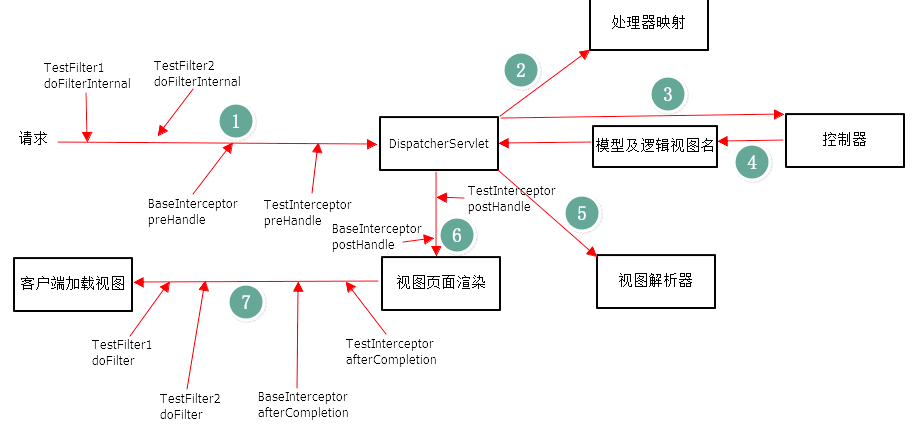 处理器映射
TestFilter1
doFilterInternal
TestFilter2
doFilterInternal
2
3
1
请求
DispatcherServlet
模型及逻辑视图名
控制器
4
BaseInterceptor
preHandle
TestInterceptor
preHandle
TestInterceptor
postHandle
5
BaseInterceptor
postHandle
6
客户端加载视图
视图页面渲染
视图解析器
7
TestFilter1
doFilter
TestInterceptor
afterCompletion
TestFilter2
doFilter
BaseInterceptor
afterCompletion